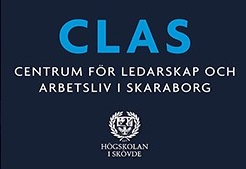 CLAS
CENTRUM FÖR LEDARSKAP OCH
ARBETSLIV I SKARABORG
HÖGSKOLAN
I SKÖVDE